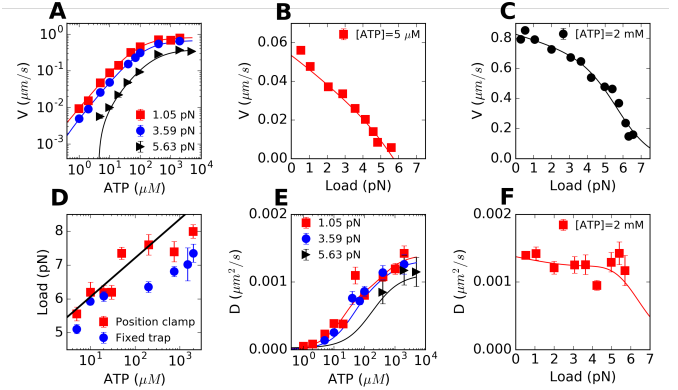 A
B
C
10⁰
10⁻¹
10⁻²
10⁻³
V (μm/s)
1.05 pN
3.59 pN
5.63 pN
10⁰ 10¹ 10² 10³ 10⁴
ATP (μM)
0.06
0.04
0.02
0.00
V (μm/s)
[ATP]=5 μM
0 1 2 3 4 5 6 7
Load (pN)
0.8
0.6
0.4
0.2
0.0
V (μm/s)
[ATP]=2 mM
0 1 2 3 4 5 6 7
Load (pN)
D
E
F
8
7
6
5
Load (pN)
Position clamp
Fixed trap
10¹ 10² 10³
ATP (μM)
0.002
0.001
0.000
D (μm²/s)
1.05 pN
3.59 pN
5.63 pN
10⁰ 10¹ 10² 10³ 10⁴
ATP (μM)
0.002
0.001
0.000
D (μm²/s)
[ATP]=2 mM
0 1 2 3 4 5 6 7
Load (pN)